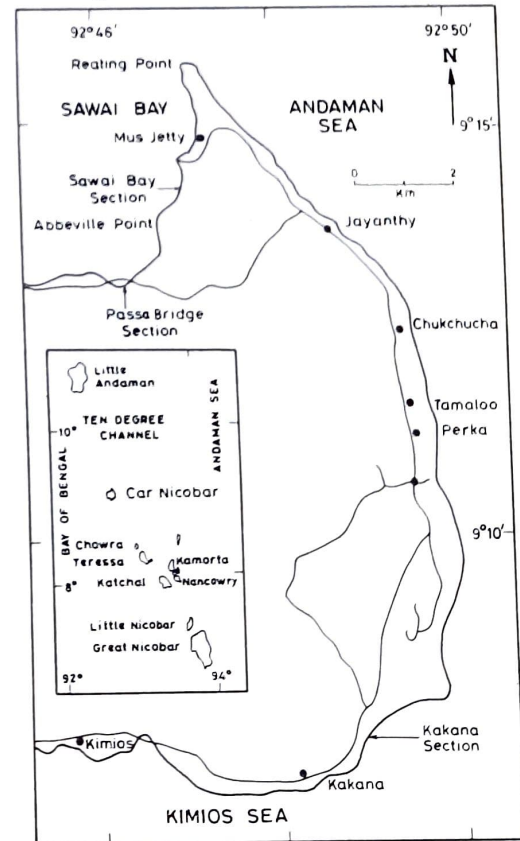 92°46'
92°50'
Reating Point
N
SAWAI BAY
ANDAMAN
SEA
9°15'
Mus Jetty
0
2
Km
Sawai Bay
Section
Abbeville Point
Jayanthy
Passa Bridge
Section
Chukchucha
Little
Andaman
TEN DEGREE
CHANNEL
ANDAMAN SEA
10°
BAY OF BENGAL
Car Nicobar
Chowra
Teressa
Kamorta
Katchal
Nancowry
8°
Little Nicobar
Great Nicobar
92°
94°
Tamaloo
Perka
9°10'
Kakana
Section
Kimios
Kakana
KIMIOS SEA